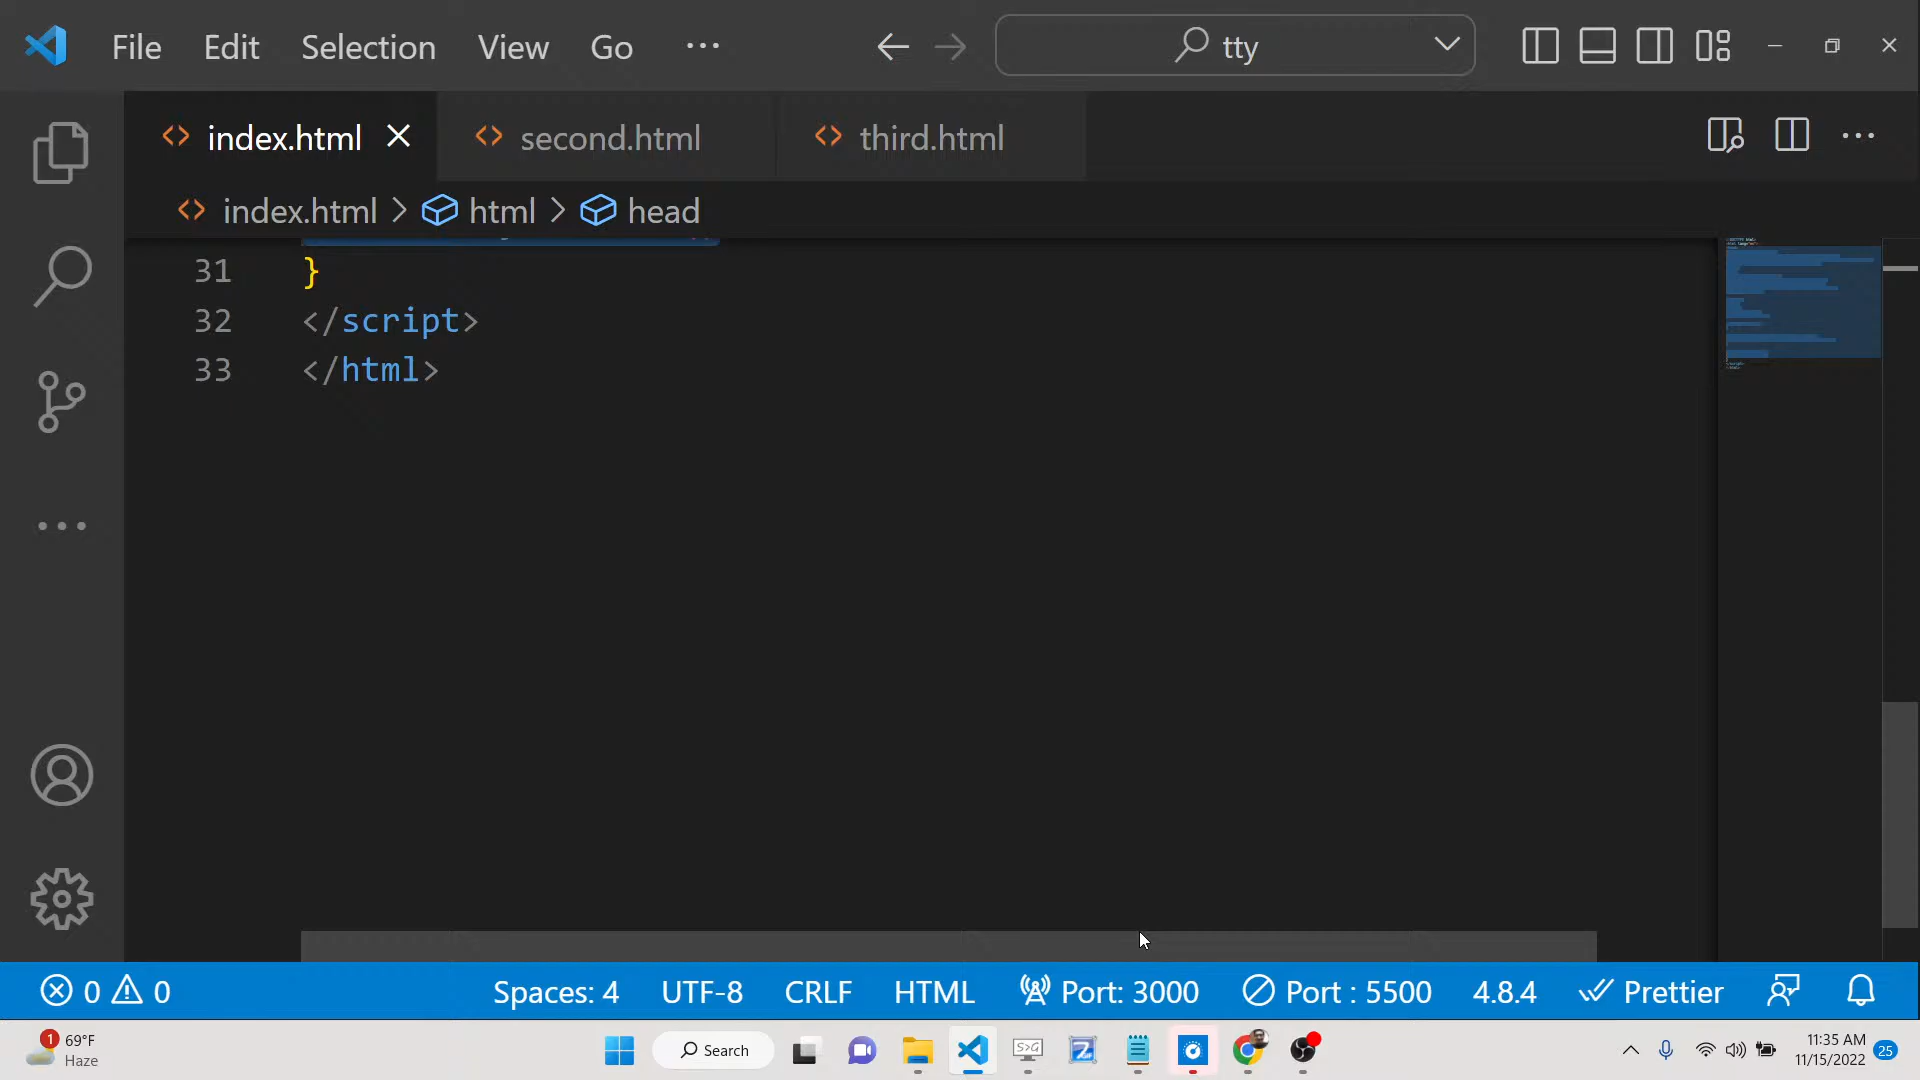 File Edit Selection View Go ··· tty
index.html second.html third.html
index.html > html > head
31 }
32 </script>
33 </html>
0 0 Spaces: 4 UTF-8 CRLF HTML Port: 3000 Port : 5500 4.8.4 Prettier
1 69°F
Haze
Search
S>G
11:35 AM
11/15/2022
25